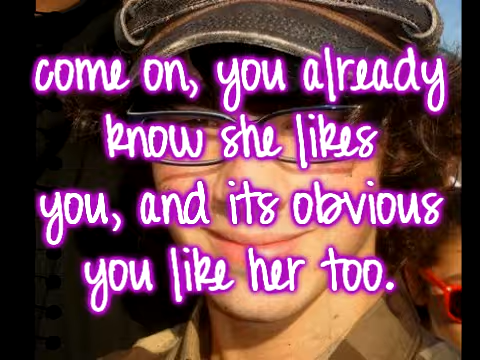 come on, you already
know she likes
you, and its obvious
you like her too.